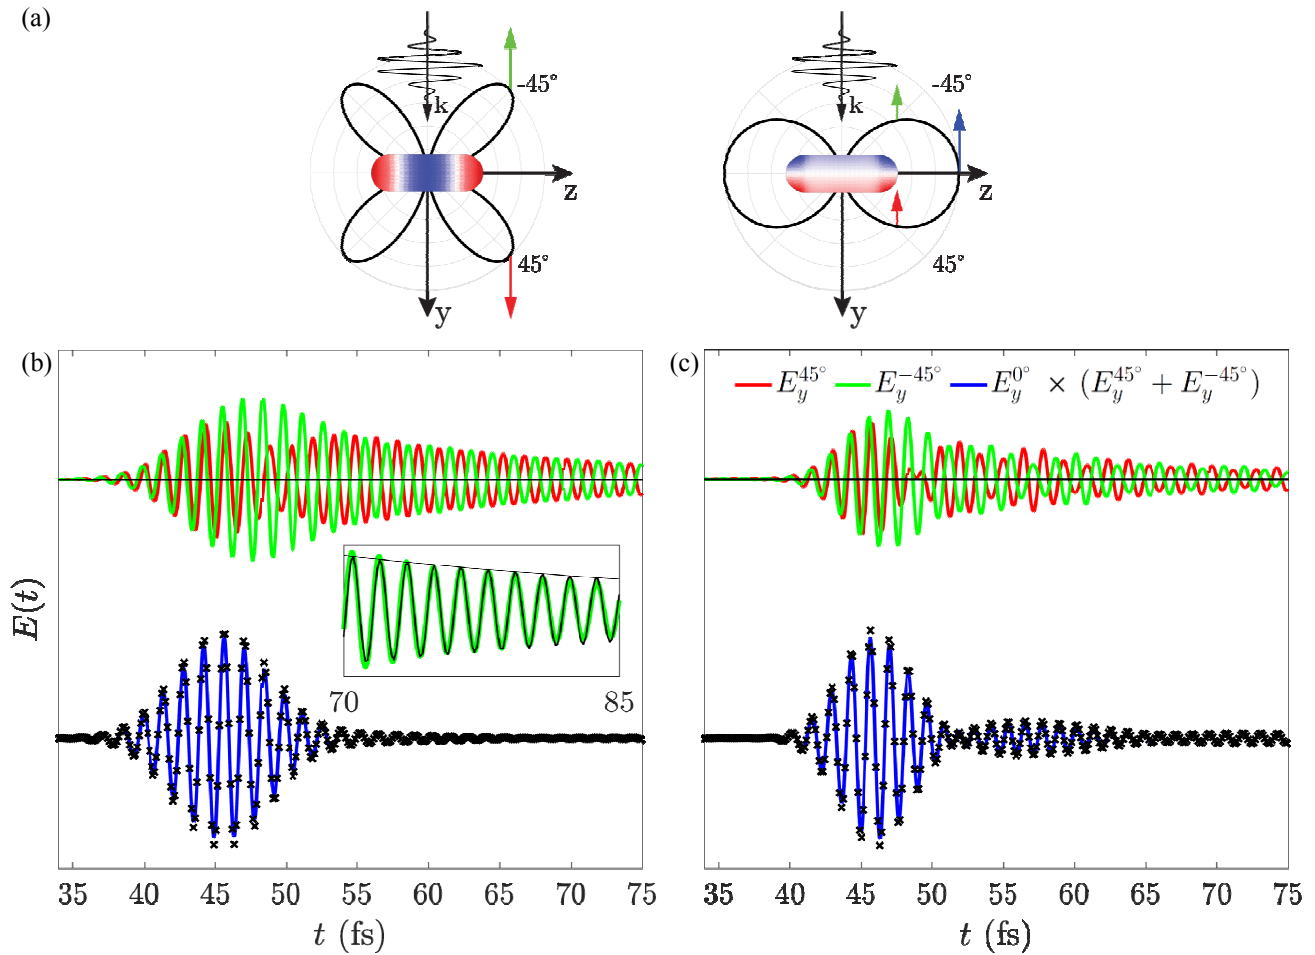 (a)
k
-45°
z
45°
y
k
-45°
z
45°
y
(b)
E(t)
70
85
35 40 45 50 55 60 65 70 75
t (fs)
(c)
E_y^{45°} E_y^{-45°} E_y^{0°} × (E_y^{45°} + E_y^{-45°})
35 40 45 50 55 60 65 70 75
t (fs)